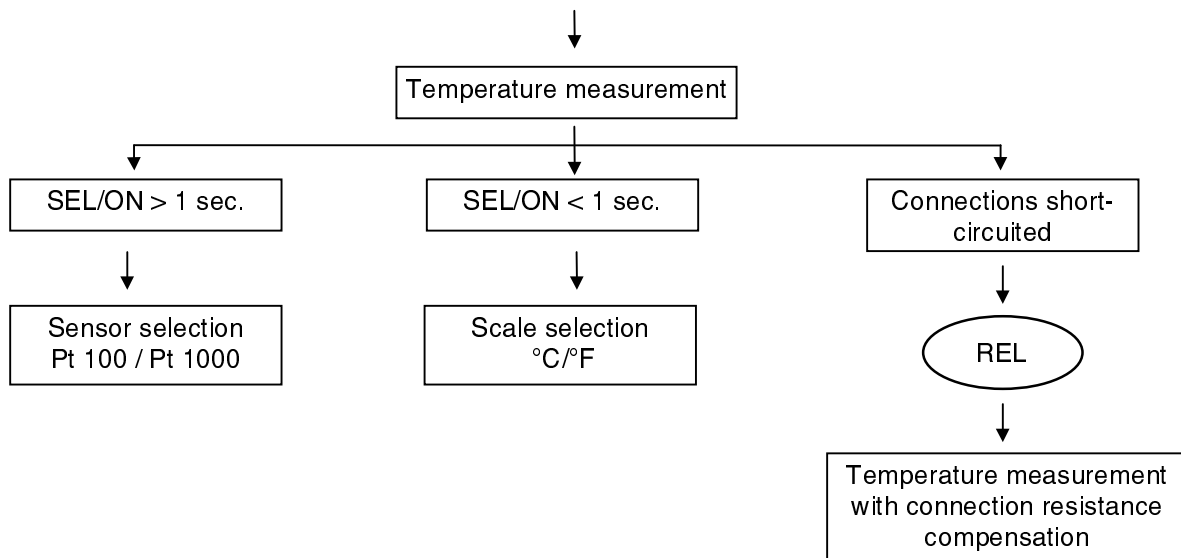 Temperature measurement
SEL/ON > 1 sec.
SEL/ON < 1 sec.
Connections short-
circuited
Sensor selection
Pt 100 / Pt 1000
Scale selection
°C/°F
REL
Temperature measurement
with connection resistance
compensation